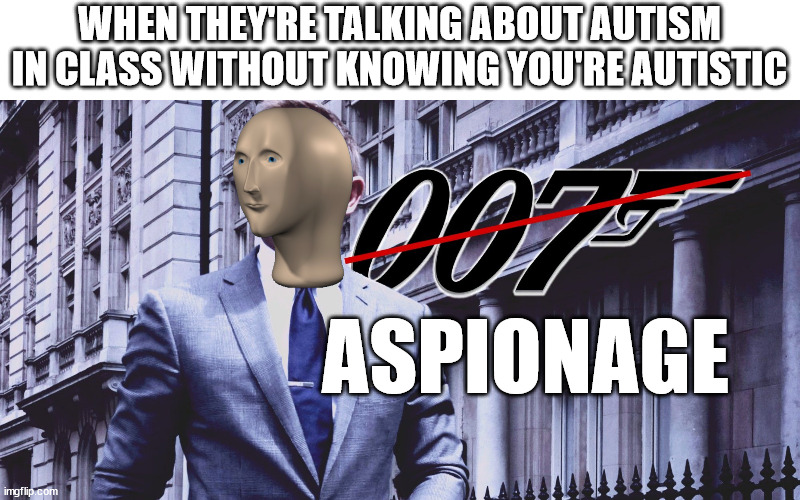 WHEN THEY'RE TALKING ABOUT AUTISM
IN CLASS WITHOUT KNOWING YOU'RE AUTISTIC
007
ASPIONAGE
imgflip.com